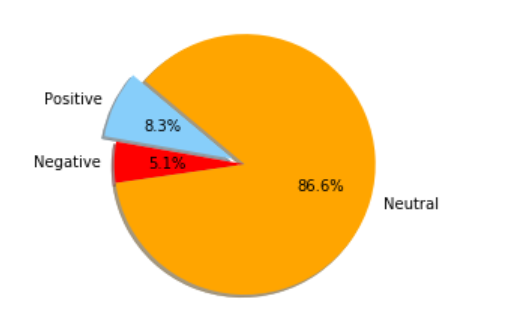 Positive
8.3%
Negative
5.1%
86.6%
Neutral